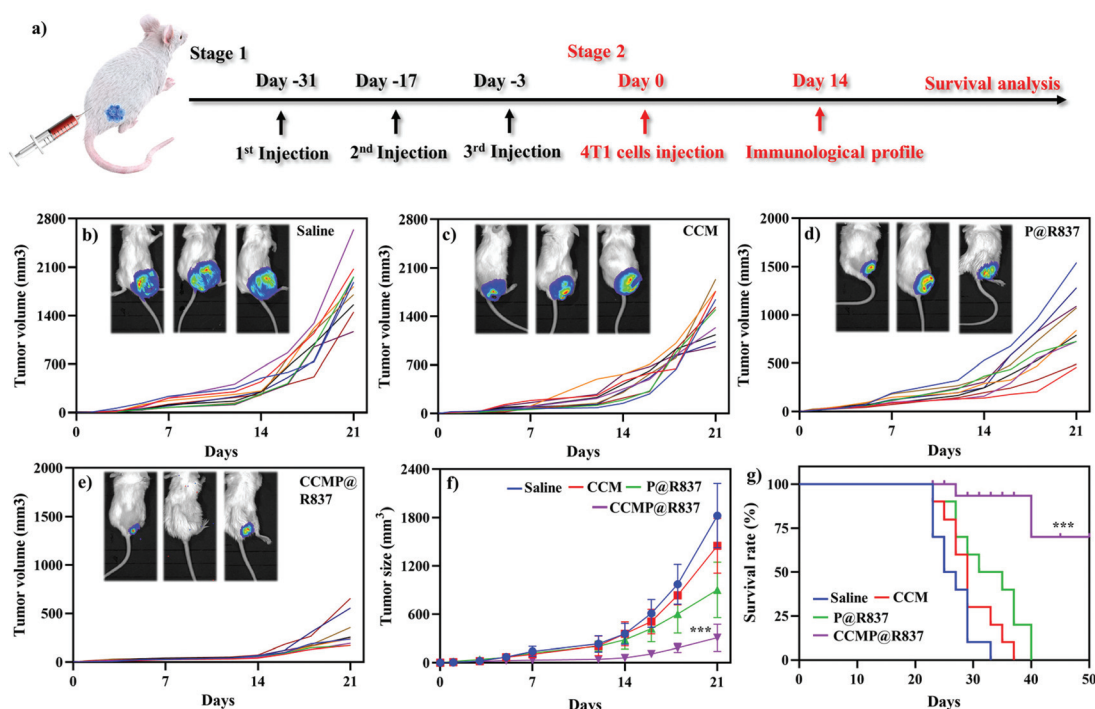 a)
Stage 1
Stage 2
Day -31 Day -17 Day -3 Day 0 Day 14 Survival analysis
1st Injection 2nd Injection 3rd Injection 4T1 cells injection Immunological profile
b) Saline
Tumor volume (mm3)
2800
2100
1400
700
0
0 7 14 21
Days
c) CCM
Tumor volume (mm3)
2800
2100
1400
700
0
0 7 14 21
Days
d) P@R837
Tumor volume (mm3)
2000
1500
1000
500
0
0 7 14 21
Days
e) CCMP@
R837
Tumor volume (mm3)
2000
1500
1000
500
0
0 7 14 21
Days
f)
Saline CCM P@R837
CCMP@R837
Tumor size (mm3)
2400
1800
1200
600
0
***
0 7 14 21
Days
g)
Survival rate (%)
100
75
50
25
0
***
Saline CCM
P@R837
CCMP@R837
0 10 20 30 40 50
Days